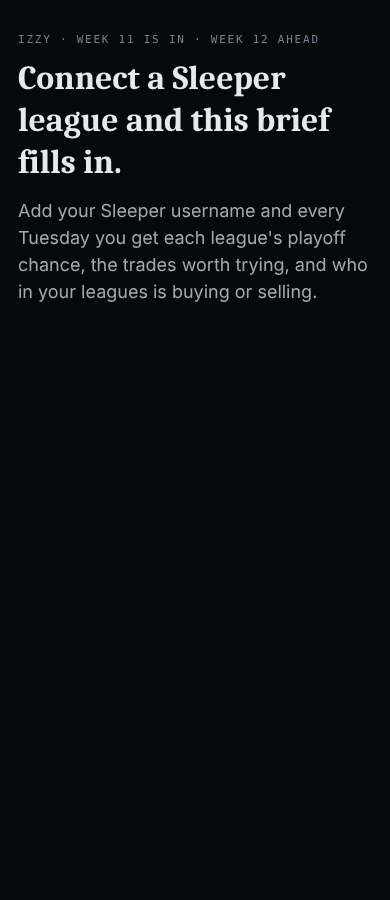 IZZY · WEEK 11 IS IN · WEEK 12 AHEAD
Connect a Sleeper
league and this brief
fills in.
Add your Sleeper username and every
Tuesday you get each league's playoff
chance, the trades worth trying, and who
in your leagues is buying or selling.